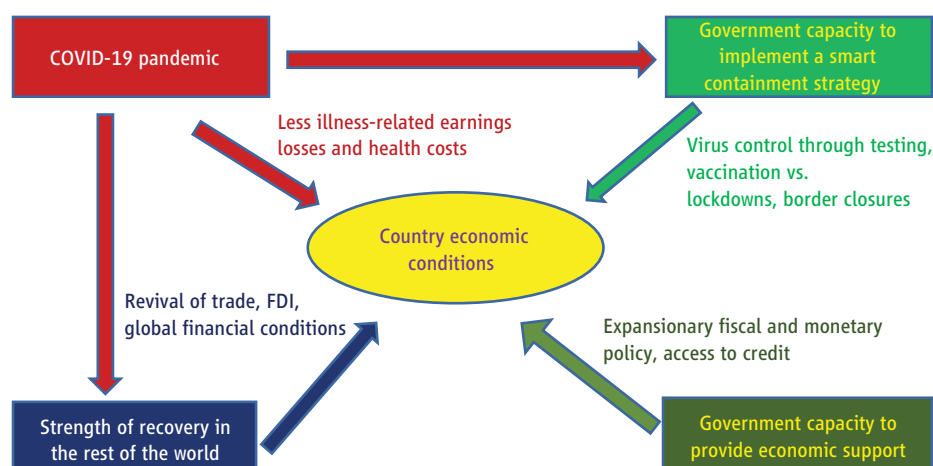 COVID-19 pandemic
Government capacity to
implement a smart
containment strategy
Less illness-related earnings
losses and health costs
Virus control through testing,
vaccination vs.
lockdowns, border closures
Country economic
conditions
Revival of trade, FDI,
global financial conditions
Expansionary fiscal and monetary
policy, access to credit
Strength of recovery in
the rest of the world
Government capacity to
provide economic support